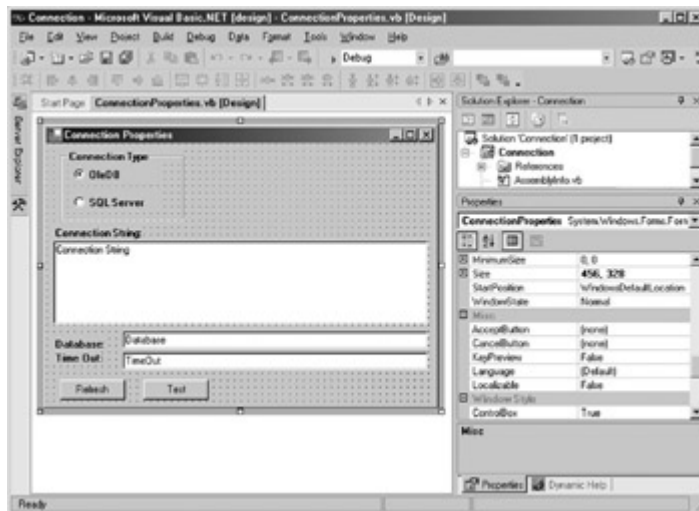 Connection - Microsoft Visual Basic.NET [design] - ConnectionProperties.vb [Design]
File Edit View Project Build Debug Data Format Tools Window Help
Debug
Start Page ConnectionProperties.vb [Design]
Server Explorer
Connection Properties
Connection Type
OleDB
SQL Server
Connection String:
Connection String
Database: Database
Time Out: TimeOut
Refresh Test
Solution Explorer - Connection
Solution 'Connection' (1 project)
Connection
References
AssemblyInfo.vb
Properties
ConnectionProperties System.Windows.Forms.Form
MinimumSize 0, 0
Size 456, 328
StartPosition WindowsDefaultLocation
WindowState Normal
Misc
AcceptButton (none)
CancelButton (none)
KeyPreview False
Language (Default)
Localizable False
Window Style
ControlBox True
Misc
Properties Dynamic Help
Ready